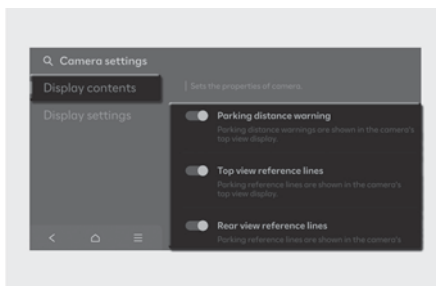 Camera settings
Display contents
Sets the properties of camera.
Display settings
Parking distance warning
Parking distance warnings are shown in the camera's
top view display.
Top view reference lines
Parking reference lines are shown in the camera's
top view display.
Rear view reference lines
Parking reference lines are shown in the camera's